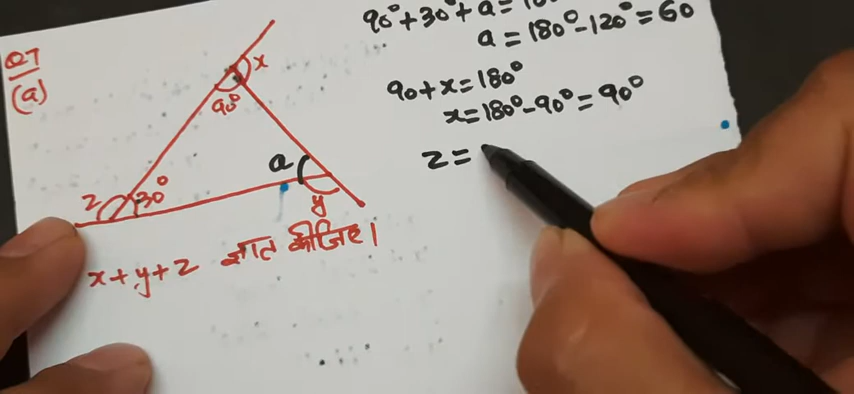 Q7
(a)
x
90°
a
z 30°
y
x+y+z ज्ञात कीजिए।
90°+30°+a=18
a=180°-120°=60
90+x=180°
x=180°-90°=90°
z=